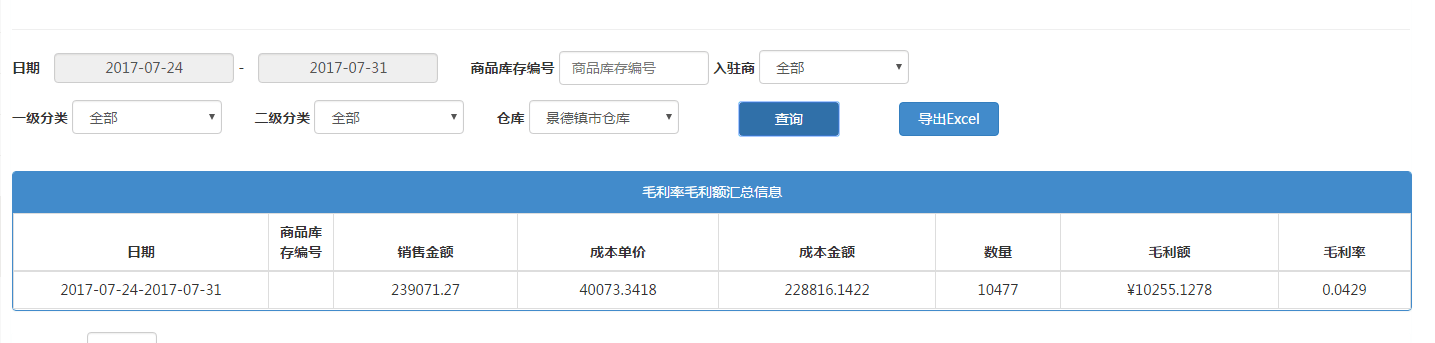 日期 2017-07-24 - 2017-07-31 商品库存编号 商品库存编号 入驻商 全部
一级分类 全部 二级分类 全部 仓库 景德镇市仓库 查询 导出Excel
毛利率毛利额汇总信息
日期 商品库存编号 销售金额 成本单价 成本金额 数量 毛利额 毛利率
2017-07-24-2017-07-31 239071.27 40073.3418 228816.1422 10477 ¥10255.1278 0.0429